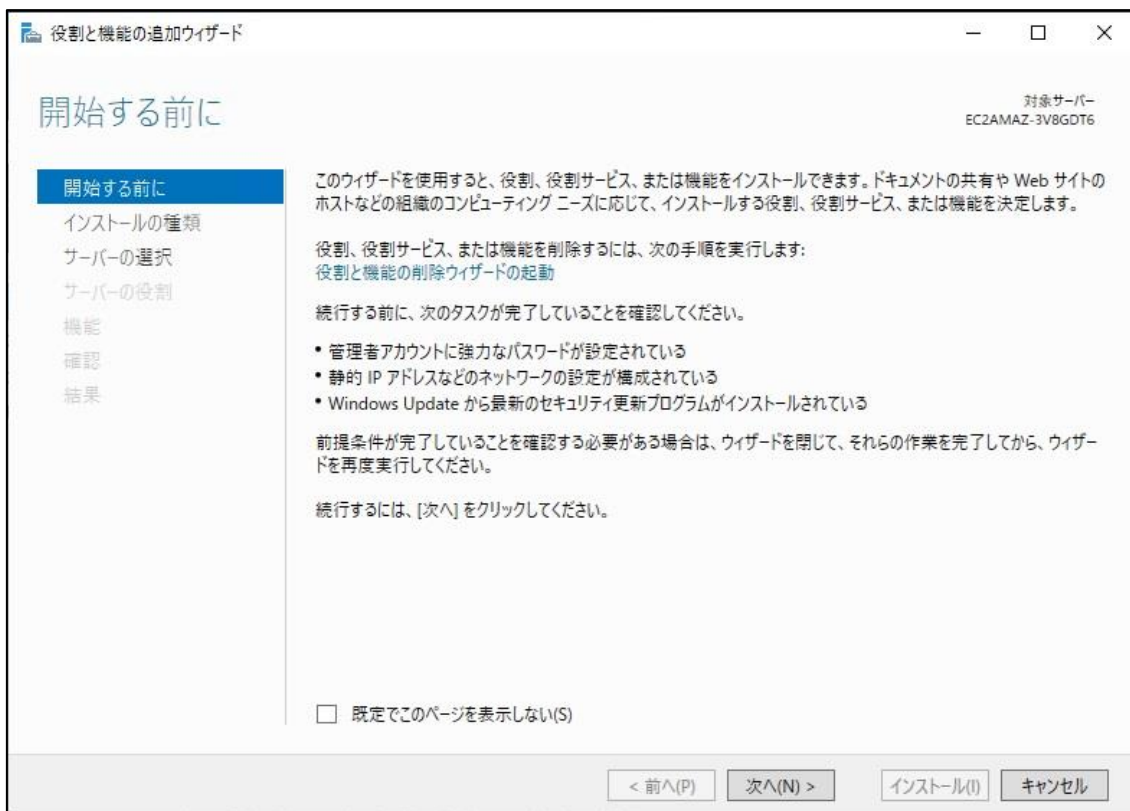 役割と機能の追加ウィザード
開始する前に
対象サーバー
EC2AMAZ-3V8GDT6
開始する前に
インストールの種類
サーバーの選択
サーバーの役割
機能
確認
結果
このウィザードを使用すると、役割、役割サービス、または機能をインストールできます。ドキュメントの共有や Web サイトの
ホストなどの組織のコンピューティング ニーズに応じて、インストールする役割、役割サービス、または機能を決定します。
役割、役割サービス、または機能を削除するには、次の手順を実行します:
役割と機能の削除ウィザードの起動
続行する前に、次のタスクが完了していることを確認してください。
• 管理者アカウントに強力なパスワードが設定されている
• 静的 IP アドレスなどのネットワークの設定が構成されている
• Windows Update から最新のセキュリティ更新プログラムがインストールされている
前提条件が完了していることを確認する必要がある場合は、ウィザードを閉じて、それらの作業を完了してから、ウィザー
ドを再度実行してください。
続行するには、[次へ] をクリックしてください。
既定でこのページを表示しない(S)
< 前へ(P)
次へ(N) >
インストール(I)
キャンセル